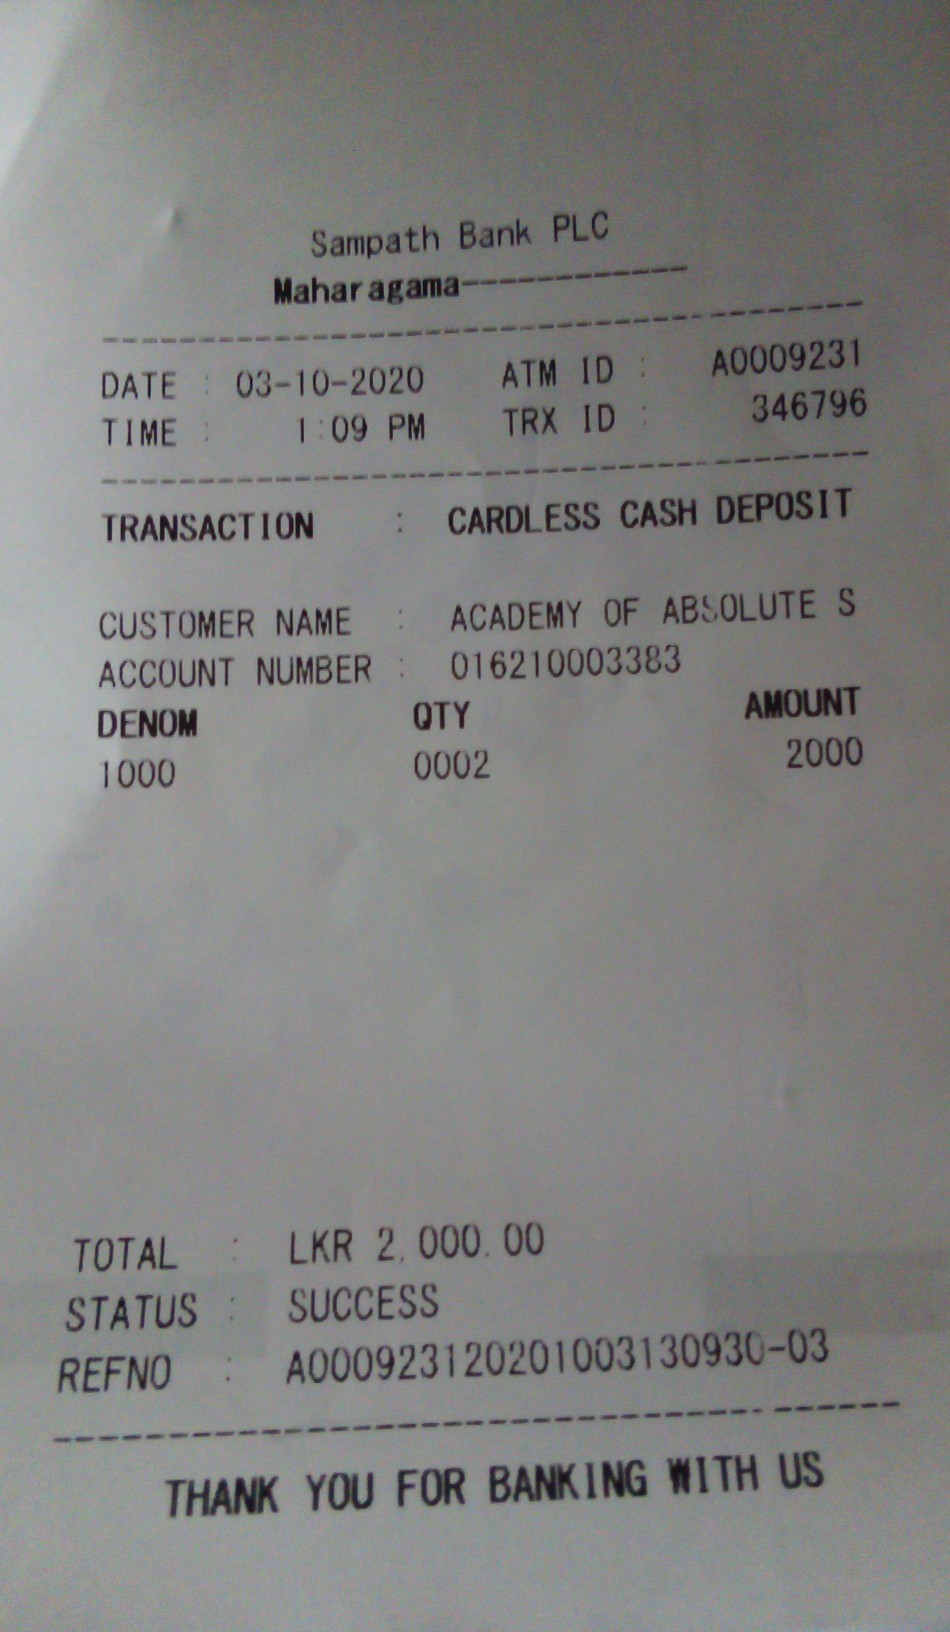 Sampath Bank PLC
Maharagama------------
----------------------------------------
DATE : 03-10-2020 ATM ID : A0009231
TIME : 1:09 PM TRX ID : 346796
----------------------------------------
TRANSACTION : CARDLESS CASH DEPOSIT
CUSTOMER NAME : ACADEMY OF ABSOLUTE S
ACCOUNT NUMBER : 016210003383
DENOM QTY AMOUNT
1000 0002 2000
TOTAL : LKR 2,000.00
STATUS : SUCCESS
REFNO : A000923120201003130930-03
----------------------------------------
THANK YOU FOR BANKING WITH US